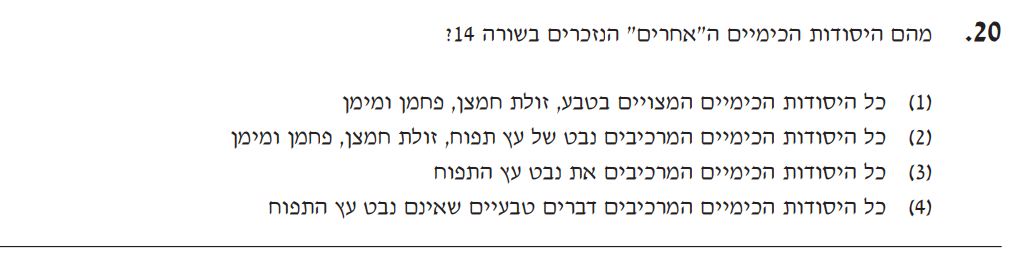 20. מהם היסודות הכימיים ה"אחרים" הנזכרים בשורה 14?
(1) כל היסודות הכימיים המצויים בטבע, זולת חמצן, פחמן ומימן
(2) כל היסודות הכימיים המרכיבים נבט של עץ תפוח, זולת חמצן, פחמן ומימן
(3) כל היסודות הכימיים המרכיבים את נבט עץ התפוח
(4) כל היסודות הכימיים המרכיבים דברים טבעיים שאינם נבט עץ התפוח